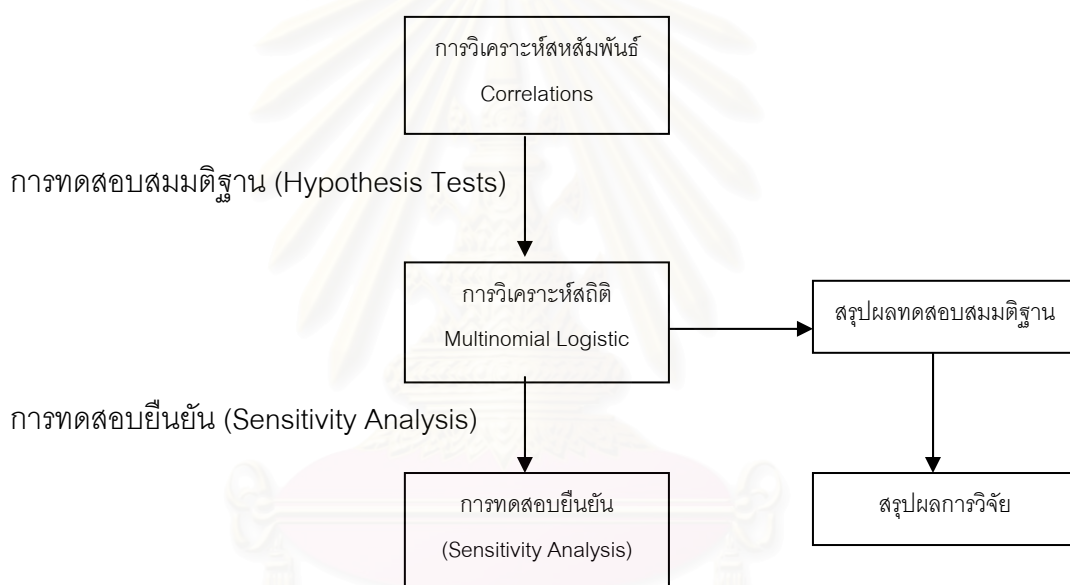 การวิเคราะห์สหสัมพันธ์
Correlations
การทดสอบสมมติฐาน (Hypothesis Tests)
การวิเคราะห์สถิติ
Multinomial Logistic
สรุปผลทดสอบสมมติฐาน
การทดสอบยืนยัน (Sensitivity Analysis)
การทดสอบยืนยัน
(Sensitivity Analysis)
สรุปผลการวิจัย